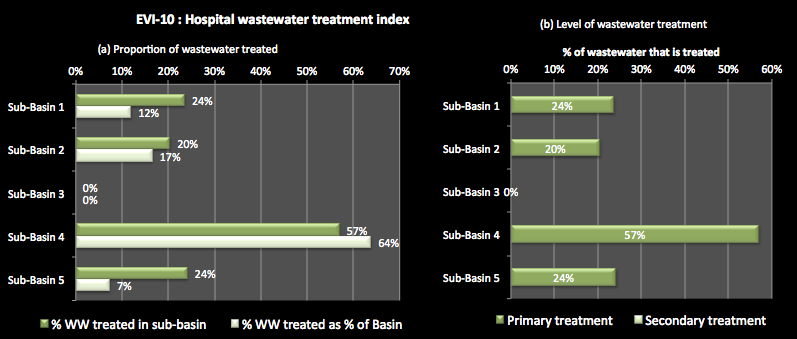 EVI-10 : Hospital wastewater treatment index
(a) Proportion of wastewater treated
0% 10% 20% 30% 40% 50% 60% 70%
Sub-Basin 1
24%
12%
Sub-Basin 2
20%
17%
Sub-Basin 3
0%
0%
Sub-Basin 4
57%
64%
Sub-Basin 5
24%
7%
% WW treated in sub-basin % WW treated as % of Basin
(b) Level of wastewater treatment
% of wastewater that is treated
0% 10% 20% 30% 40% 50% 60%
Sub-Basin 1 24%
Sub-Basin 2 20%
Sub-Basin 3 0%
Sub-Basin 4 57%
Sub-Basin 5 24%
Primary treatment Secondary treatment